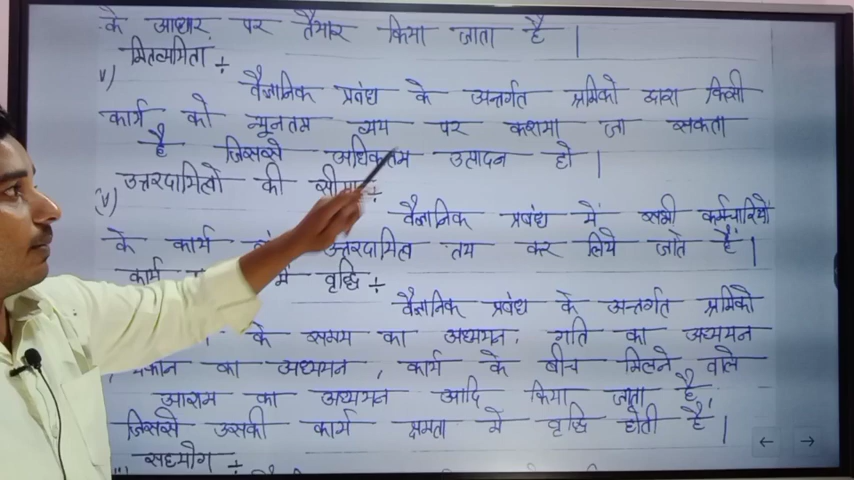 के आधार पर तैयार किया जाता है |
v) मितव्ययिता ÷
वैज्ञानिक प्रबंध के अन्तर्गत श्रमिको द्वारा किसी
कार्य को न्यूनतम व्यय पर कराया जा सकता
है जिससे अधिकतम उत्पादन हो |
उत्तरदायित्वों की सीमा ÷
वैज्ञानिक प्रबंध में सभी कर्मचारियों
के कार्य उत्तरदायित्व तय कर लिये जाते है |
कार्य में वृद्धि ÷
वैज्ञानिक प्रबंध के अन्तर्गत श्रमिको
के समय का अध्ययन, गति का अध्ययन
थकान का अध्ययन, कार्य के बीच मिलने वाले
आराम का अध्ययन आदि किया जाता है,
जिससे उसकी कार्य क्षमता मे वृद्धि होती है |
सहयोग ÷